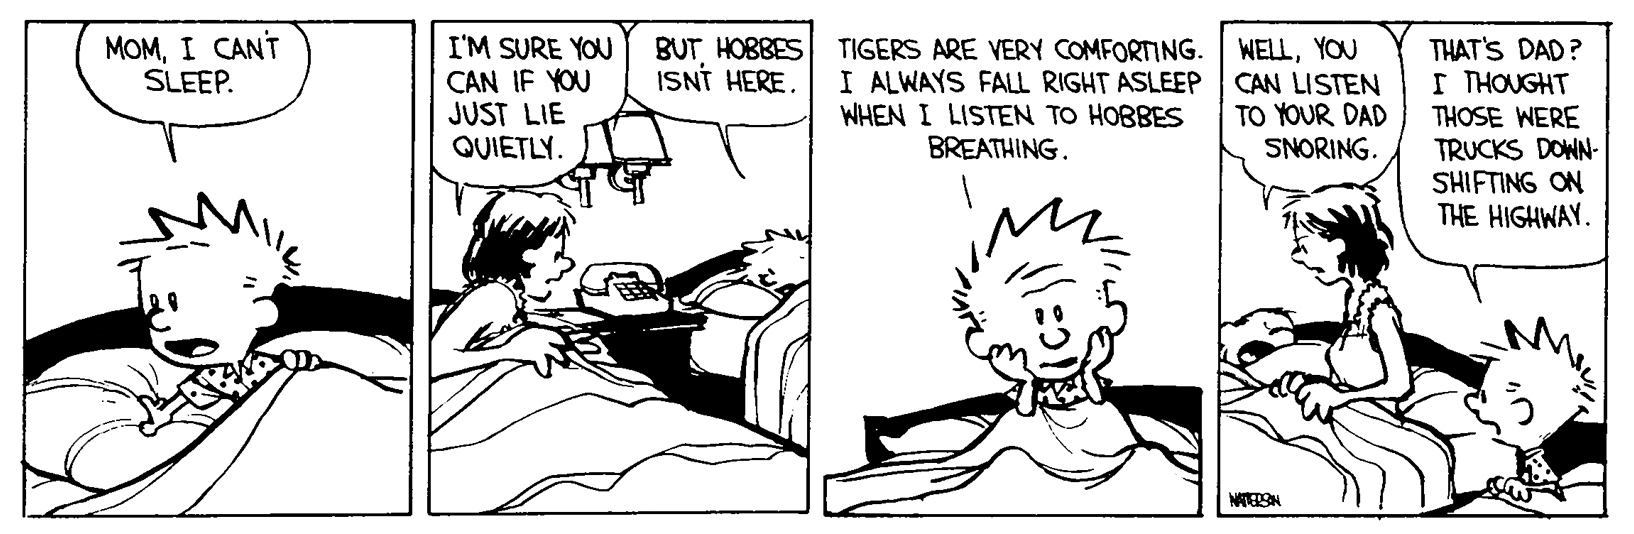 MOM, I CAN'T
SLEEP.
I'M SURE YOU
CAN IF YOU
JUST LIE
QUIETLY.
BUT, HOBBES
ISN'T HERE.
TIGERS ARE VERY COMFORTING.
I ALWAYS FALL RIGHT ASLEEP
WHEN I LISTEN TO HOBBES
BREATHING.
WELL, YOU
CAN LISTEN
TO YOUR DAD
SNORING.
THAT'S DAD?
I THOUGHT
THOSE WERE
TRUCKS DOWN-
SHIFTING ON
THE HIGHWAY.
WATTERSON